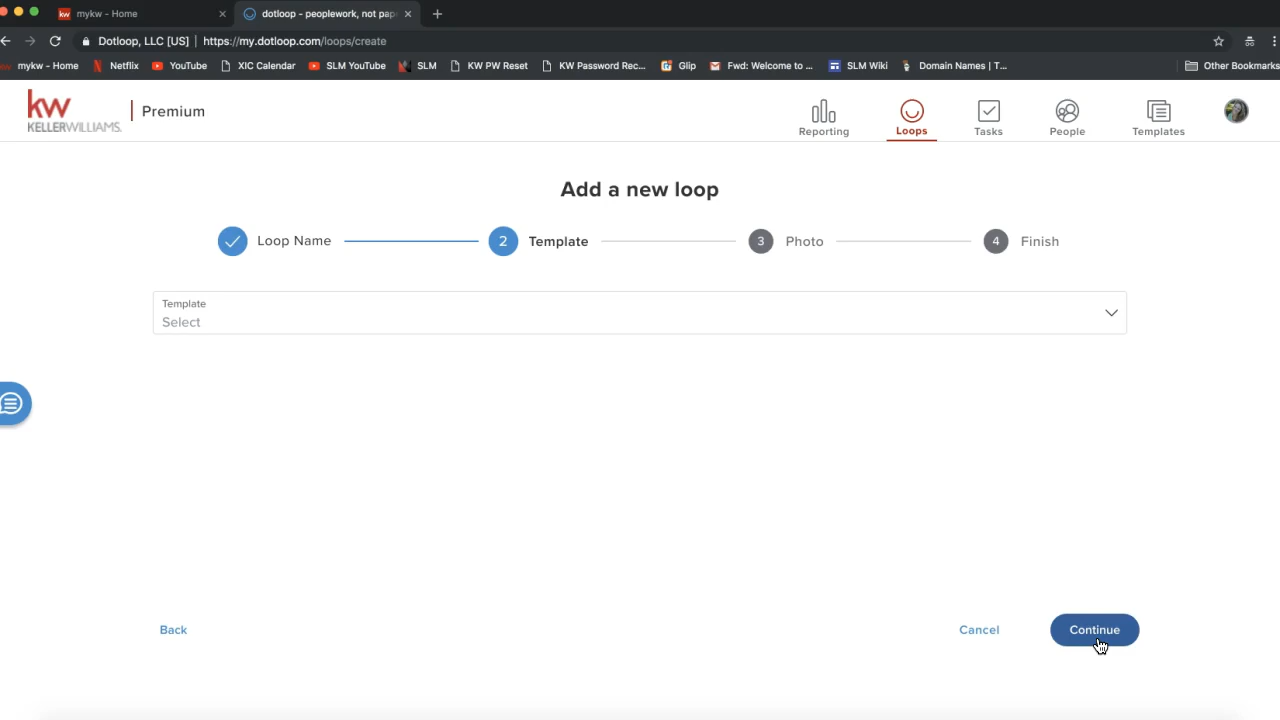 mykw - Home
dotloop - peoplework, not pap
Dotloop, LLC [US] | https://my.dotloop.com/loops/create
mykw - Home Netflix YouTube XIC Calendar SLM YouTube SLM KW PW Reset KW Password Rec... Glip Fwd: Welcome to ... SLM Wiki Domain Names | T... Other Bookmarks
kw
KELLERWILLIAMS.
Premium
Reporting Loops Tasks People Templates
Add a new loop
Loop Name 2 Template 3 Photo 4 Finish
Template
Select
Back Cancel Continue